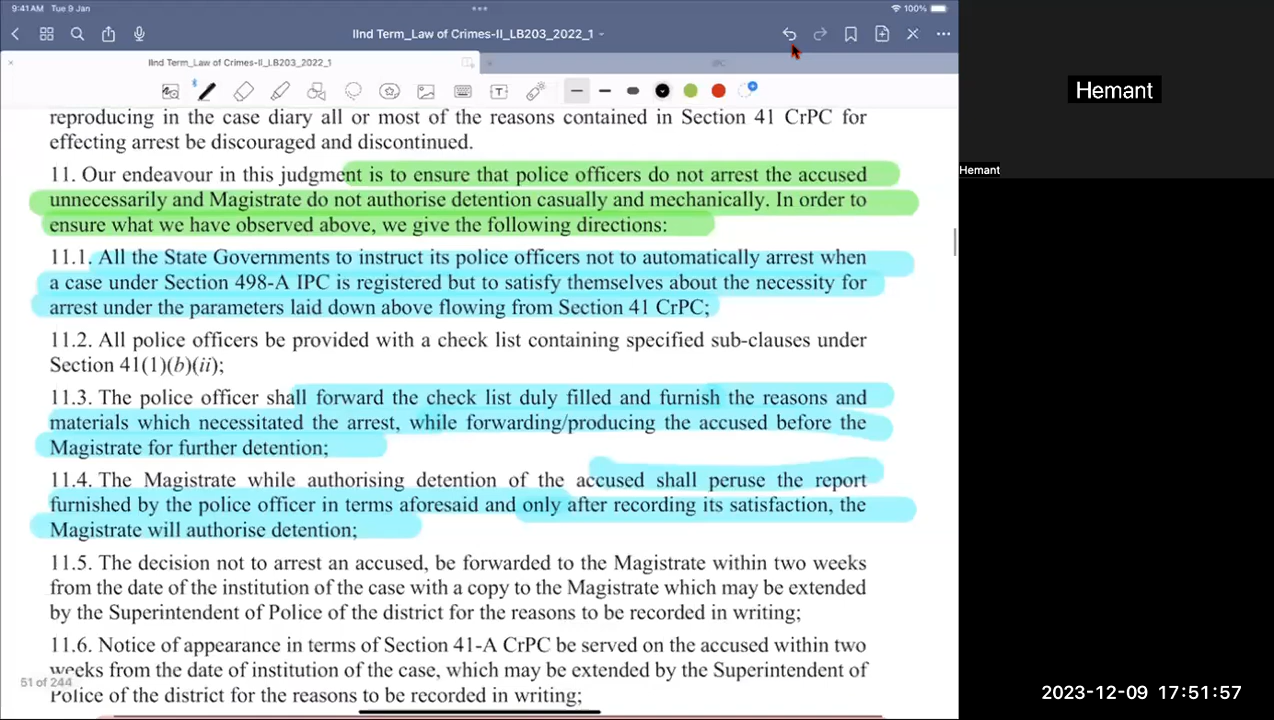 9:41 AM Tue 9 Jan
100%
IInd Term_Law of Crimes-II_LB203_2022_1
IInd Term_Law of Crimes-II_LB203_2022_1
IPC
reproducing in the case diary all or most of the reasons contained in Section 41 CrPC for
effecting arrest be discouraged and discontinued.
11. Our endeavour in this judgment is to ensure that police officers do not arrest the accused
unnecessarily and Magistrate do not authorise detention casually and mechanically. In order to
ensure what we have observed above, we give the following directions:
11.1. All the State Governments to instruct its police officers not to automatically arrest when
a case under Section 498-A IPC is registered but to satisfy themselves about the necessity for
arrest under the parameters laid down above flowing from Section 41 CrPC;
11.2. All police officers be provided with a check list containing specified sub-clauses under
Section 41(1)(b)(ii);
11.3. The police officer shall forward the check list duly filled and furnish the reasons and
materials which necessitated the arrest, while forwarding/producing the accused before the
Magistrate for further detention;
11.4. The Magistrate while authorising detention of the accused shall peruse the report
furnished by the police officer in terms aforesaid and only after recording its satisfaction, the
Magistrate will authorise detention;
11.5. The decision not to arrest an accused, be forwarded to the Magistrate within two weeks
from the date of the institution of the case with a copy to the Magistrate which may be extended
by the Superintendent of Police of the district for the reasons to be recorded in writing;
11.6. Notice of appearance in terms of Section 41-A CrPC be served on the accused within two
weeks from the date of institution of the case, which may be extended by the Superintendent of
51 of 244
Police of the district for the reasons to be recorded in writing;
Hemant
Hemant
2023-12-09 17:51:57